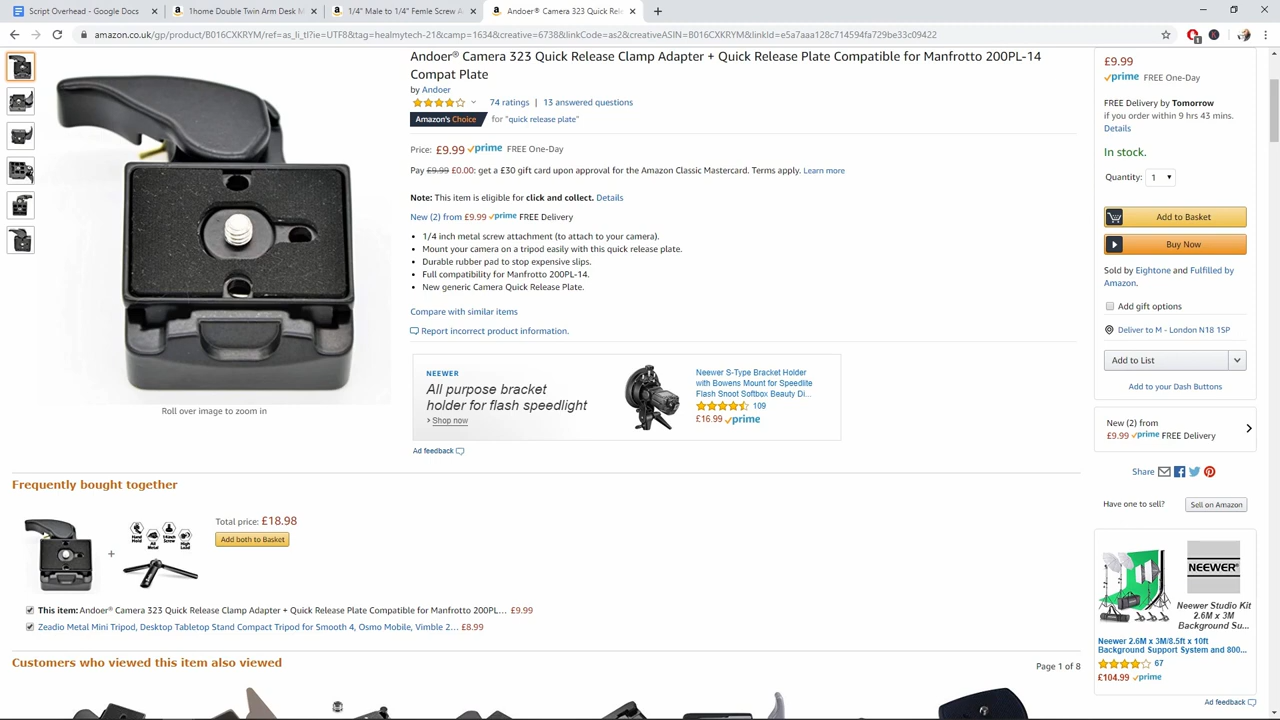 Script Overhead - Google Docs
1home Double Twin Arm Desk M
1/4" Male to 1/4" Femle Screw A
Andoer® Camera 323 Quick Rele
amazon.co.uk/gp/product/B016CXKRYM/ref=as_li_tl?ie=UTF8&tag=healmytech-21&camp=1634&creative=6738&linkCode=as2&creativeASIN=B016CXKRYM&linkId=e5a7aaa128c714594fa729be33c09422
Andoer® Camera 323 Quick Release Clamp Adapter + Quick Release Plate Compatible for Manfrotto 200PL-14
Compat Plate
by Andoer
74 ratings | 13 answered questions
Amazon's Choice for "quick release plate"
Price: £9.99 prime FREE One-Day
Pay £9.99 £0.00: get a £30 gift card upon approval for the Amazon Classic Mastercard. Terms apply. Learn more
Note: This item is eligible for click and collect. Details
New (2) from £9.99 prime FREE Delivery
• 1/4 inch metal screw attachment (to attach to your camera).
• Mount your camera on a tripod easily with this quick release plate.
• Durable rubber pad to stop expensive slips.
• Full compatibility for Manfrotto 200PL-14.
• New generic Camera Quick Release Plate.
Compare with similar items
Report incorrect product information.
Roll over image to zoom in
NEEWER
All purpose bracket
holder for flash speedlight
› Shop now
Neewer S-Type Bracket Holder
with Bowens Mount for Speedlite
Flash Snoot Softbox Beauty Di...
109
£16.99 prime
Ad feedback
£9.99
prime FREE One-Day
FREE Delivery by Tomorrow
if you order within 9 hrs 43 mins.
Details
In stock.
Quantity: 1
Add to Basket
Buy Now
Sold by Eightone and Fulfilled by
Amazon.
Add gift options
Deliver to M - London N18 1SP
Add to List
Add to your Dash Buttons
New (2) from
£9.99 prime FREE Delivery
Share
Have one to sell? Sell on Amazon
NEEWER
Neewer Studio Kit
2.6M x 3M
Background Su...
Neewer 2.6M x 3M/8.5ft x 10ft
Background Support System and 800...
67
£104.99 prime
Ad feedback
Frequently bought together
+
Total price: £18.98
Add both to Basket
This item: Andoer® Camera 323 Quick Release Clamp Adapter + Quick Release Plate Compatible for Manfrotto 200PL... £9.99
Zeadio Metal Mini Tripod, Desktop Tabletop Stand Compact Tripod for Smooth 4, Osmo Mobile, Vimble 2... £8.99
Customers who viewed this item also viewed
Page 1 of 8